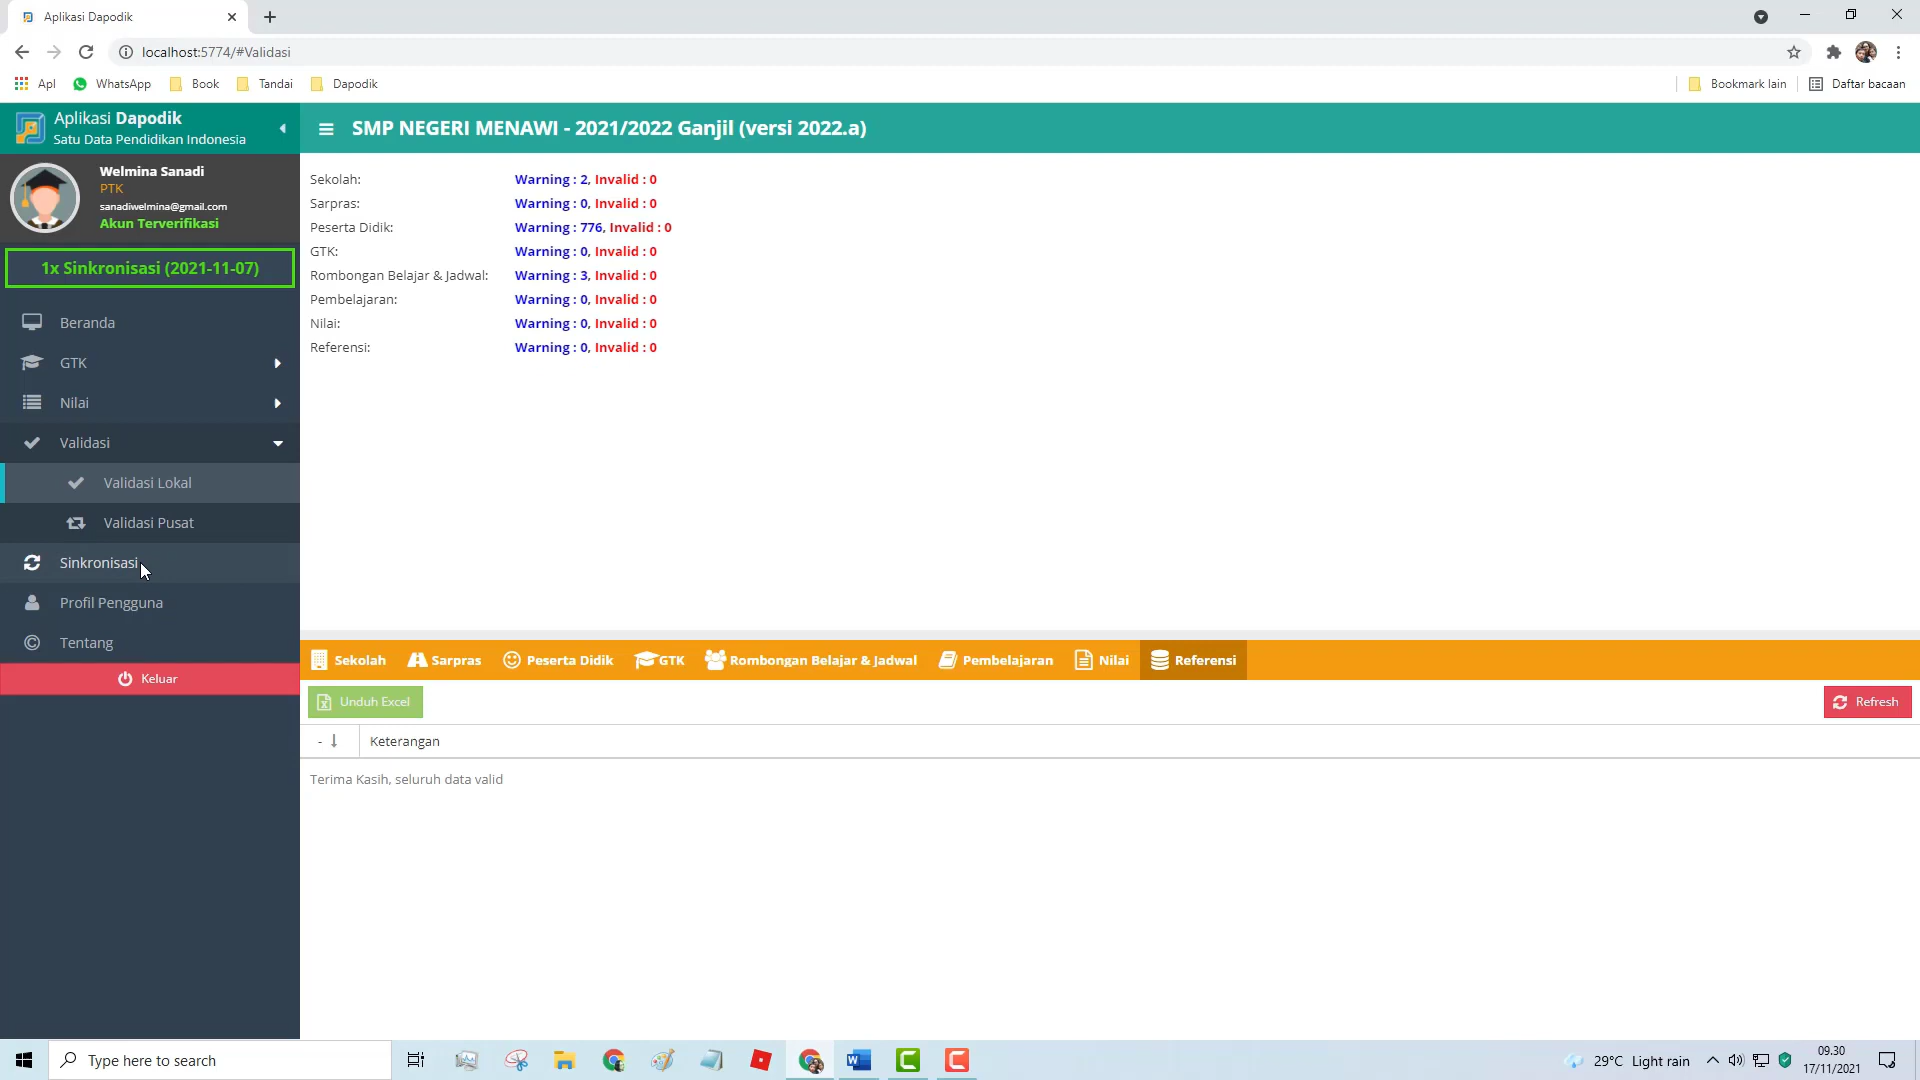 Aplikasi Dapodik
localhost:5774/#Validasi
Apl WhatsApp Book Tandai Dapodik Bookmark lain Daftar bacaan
Aplikasi Dapodik
Satu Data Pendidikan Indonesia
SMP NEGERI MENAWI - 2021/2022 Ganjil (versi 2022.a)
Welmina Sanadi
PTK
sanadiwelmina@gmail.com
Akun Terverifikasi
1x Sinkronisasi (2021-11-07)
Beranda
GTK
Nilai
Validasi
Validasi Lokal
Validasi Pusat
Sinkronisasi
Profil Pengguna
Tentang
Keluar
Sekolah: Warning : 2, Invalid : 0
Sarpras: Warning : 0, Invalid : 0
Peserta Didik: Warning : 776, Invalid : 0
GTK: Warning : 0, Invalid : 0
Rombongan Belajar & Jadwal: Warning : 3, Invalid : 0
Pembelajaran: Warning : 0, Invalid : 0
Nilai: Warning : 0, Invalid : 0
Referensi: Warning : 0, Invalid : 0
Sekolah Sarpras Peserta Didik GTK Rombongan Belajar & Jadwal Pembelajaran Nilai Referensi
Unduh Excel Refresh
- Keterangan
Terima Kasih, seluruh data valid
Type here to search
29°C Light rain
09.30
17/11/2021